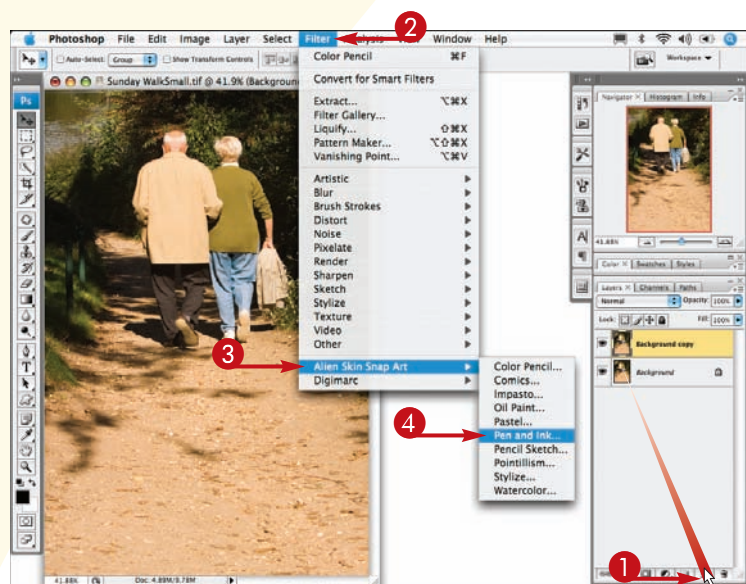 2
Photoshop File Edit Image Layer Select Filter View Window Help
Auto-Select: Group Show Transform Controls
Workspace
Sunday WalkSmall.tif @ 41.9% (Background
Ps
Color Pencil ⌘F
Convert for Smart Filters
Extract... ⌥⌘X
Filter Gallery...
Liquify... ⇧⌘X
Pattern Maker... ⌥⇧⌘X
Vanishing Point... ⌥⌘V
Artistic
Blur
Brush Strokes
Distort
Noise
Pixelate
Render
Sharpen
Sketch
Stylize
Texture
Video
Other
3
Alien Skin Snap Art
Digimarc
Color Pencil...
Comics...
Impasto...
Oil Paint...
Pastel...
4
Pen and Ink...
Pencil Sketch...
Pointillism...
Stylize...
Watercolor...
Navigator × Histogram Info
41.88%
Color × Swatches Styles
Layers × Channels Paths
Normal Opacity: 100%
Lock: Fill: 100%
Background copy
Background
1
41.88% Doc: 4.89M/9.78M